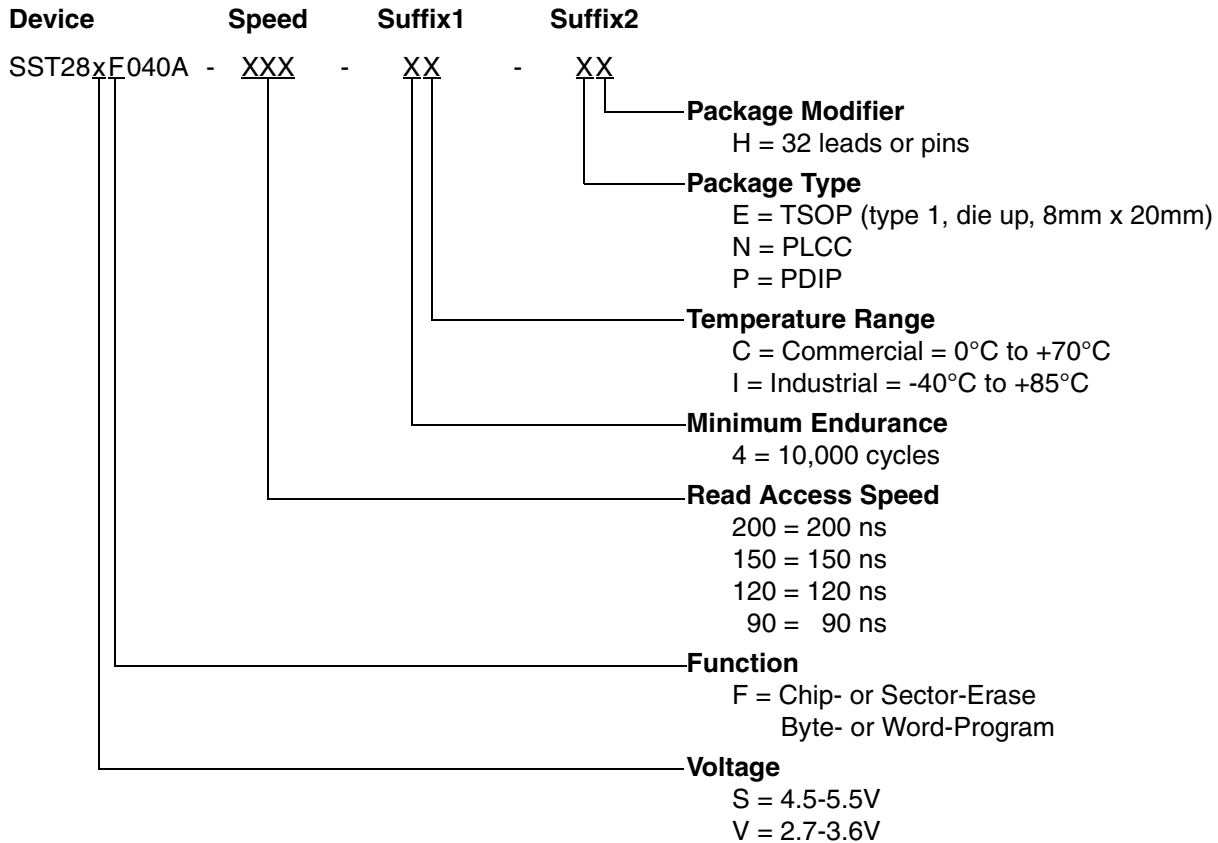 Device Speed Suffix1 Suffix2
SST28xF040A - XXX - XX - XX
Package Modifier
H = 32 leads or pins
Package Type
E = TSOP (type 1, die up, 8mm x 20mm)
N = PLCC
P = PDIP
Temperature Range
C = Commercial = 0°C to +70°C
I = Industrial = -40°C to +85°C
Minimum Endurance
4 = 10,000 cycles
Read Access Speed
200 = 200 ns
150 = 150 ns
120 = 120 ns
90 = 90 ns
Function
F = Chip- or Sector-Erase
Byte- or Word-Program
Voltage
S = 4.5-5.5V
V = 2.7-3.6V